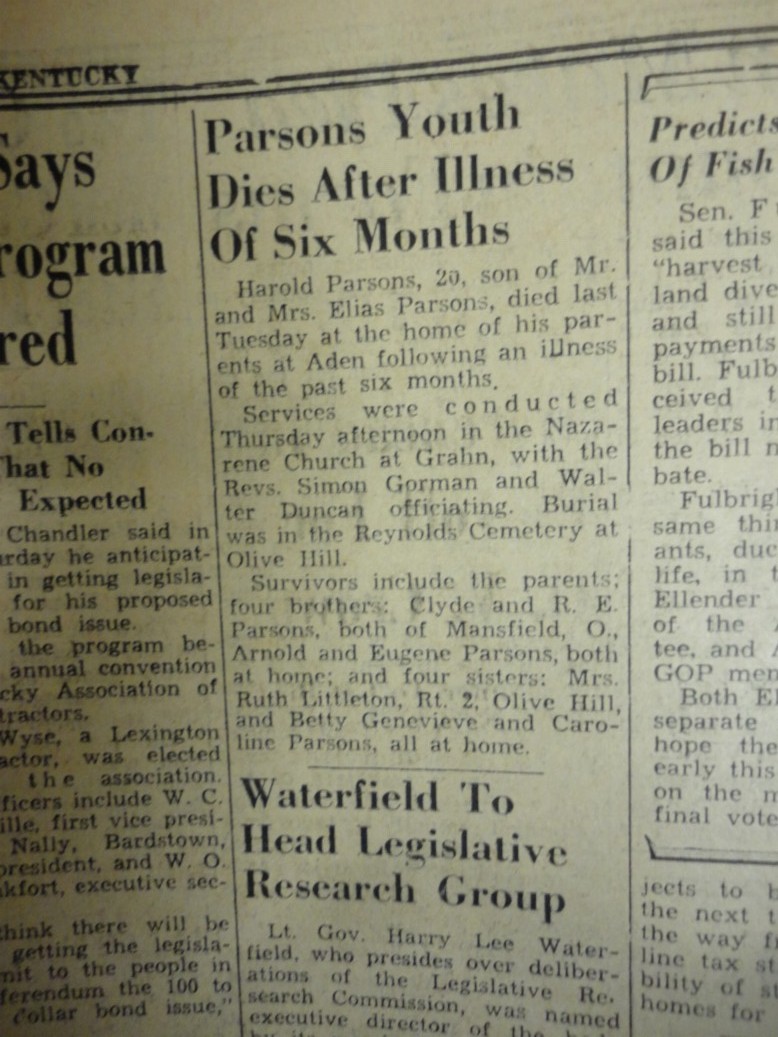 KENTUCKY
Says
rogram
red
Tells Con-
That No
Expected
Chandler said in
urday he anticipat-
in getting legisla-
for his proposed
bond issue.
the program be-
annual convention
cky Association of
tractors.
Wyse, a Lexington
actor, was elected
the association.
fficers include W. C.
ille, first vice presi-
Nally, Bardstown,
president, and W. O.
kfort, executive sec-
think there will be
getting the legisla-
mit to the people in
ferendum the 100 to
dollar bond issue,"
Parsons Youth
Dies After Illness
Of Six Months
Harold Parsons, 20, son of Mr.
and Mrs. Elias Parsons, died last
Tuesday at the home of his par-
ents at Aden following an illness
of the past six months.
Services were conducted
Thursday afternoon in the Naza-
rene Church at Grahn, with the
Revs. Simon Gorman and Wal-
ter Duncan officiating. Burial
was in the Reynolds Cemetery at
Olive Hill.
Survivors include the parents;
four brothers: Clyde and R. E.
Parsons, both of Mansfield, O.,
Arnold and Eugene Parsons, both
at home; and four sisters: Mrs.
Ruth Littleton, Rt. 2, Olive Hill,
and Betty Genevieve and Caro-
line Parsons, all at home.
Waterfield To
Head Legislative
Research Group
Lt. Gov. Harry Lee Water-
field, who presides over deliber-
ations of the Legislative Re-
search Commission, was named
executive director of the
Predicts
Of Fish
Sen. F
said this
"harvest
land dive
and still
payments
bill. Fulb
ceived t
leaders in
the bill n
bate.
Fulbrig
same thin
ants, duc
life, in t
Ellender
of the
tee, and
GOP mem
Both El
separate
hope the
early this
on the m
final vote
jects to b
the next t
the way f
line tax st
bility of st
homes for